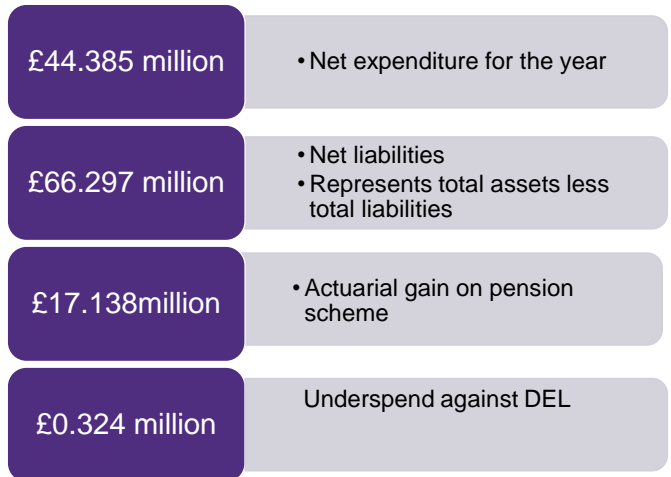 £44.385 million
• Net expenditure for the year
£66.297 million
• Net liabilities
• Represents total assets less
total liabilities
£17.138million
• Actuarial gain on pension
scheme
£0.324 million
Underspend against DEL